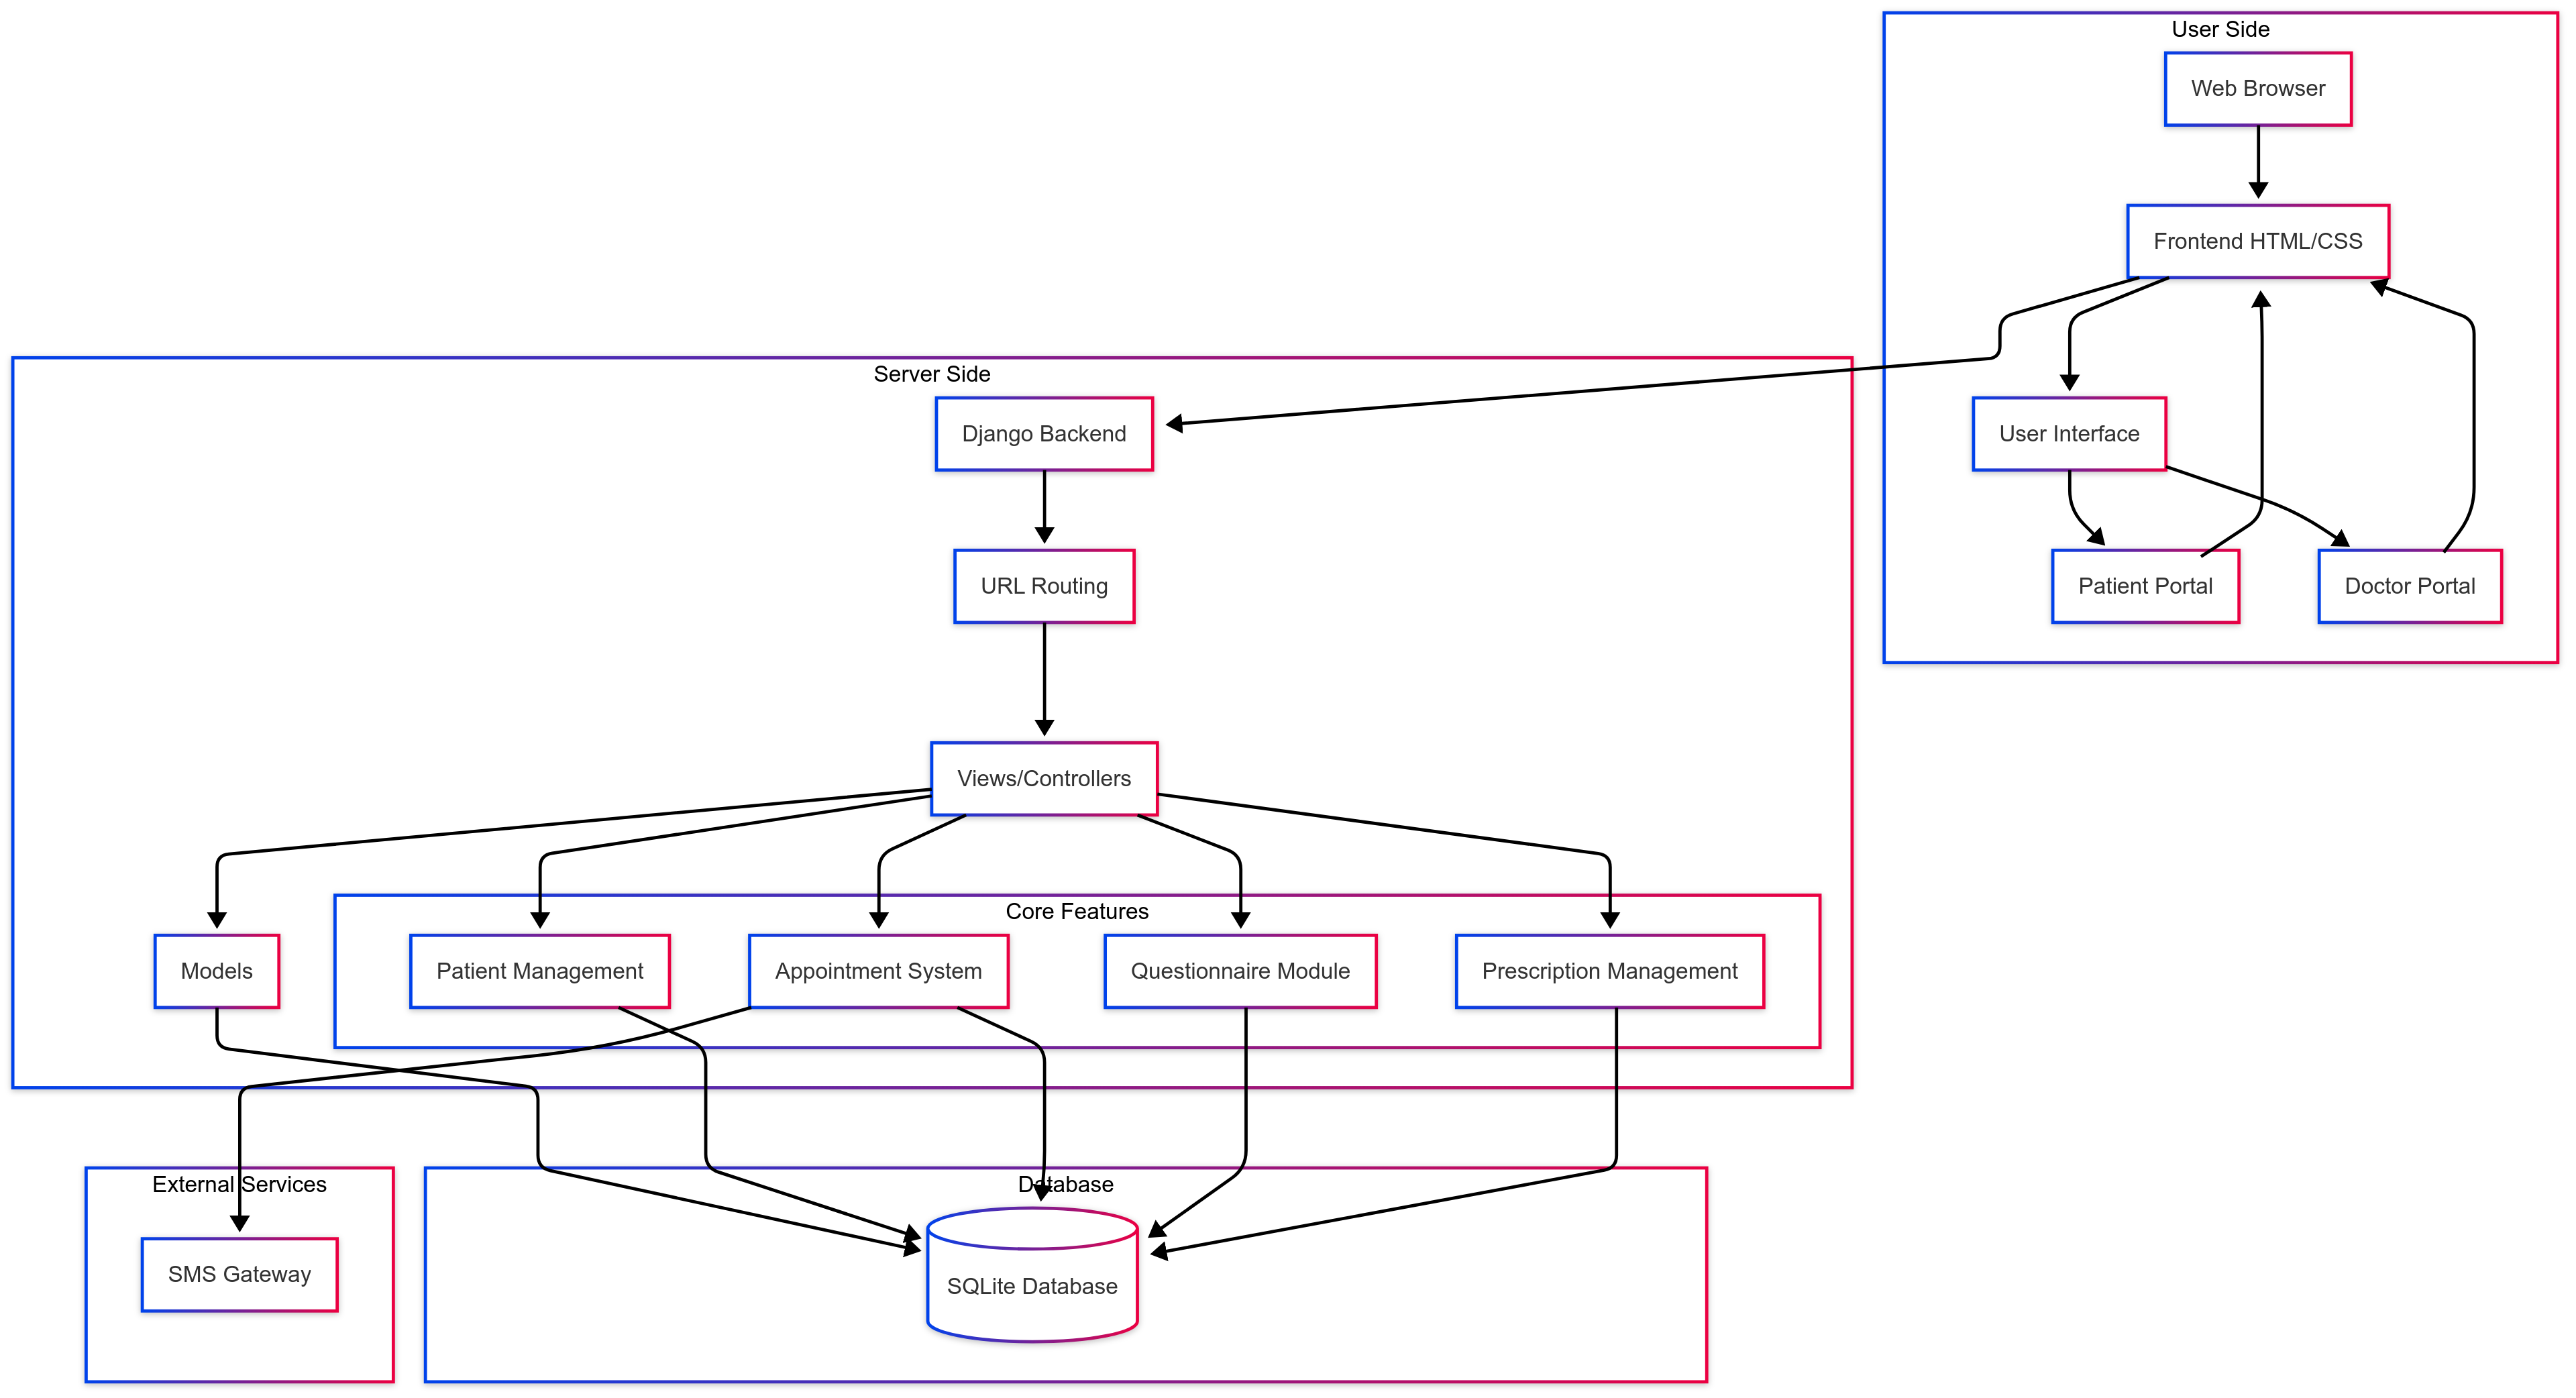 User Side
Web Browser
Frontend HTML/CSS
User Interface
Patient Portal
Doctor Portal
Server Side
Django Backend
URL Routing
Views/Controllers
Core Features
Models
Patient Management
Appointment System
Questionnaire Module
Prescription Management
External Services
SMS Gateway
Database
SQLite Database